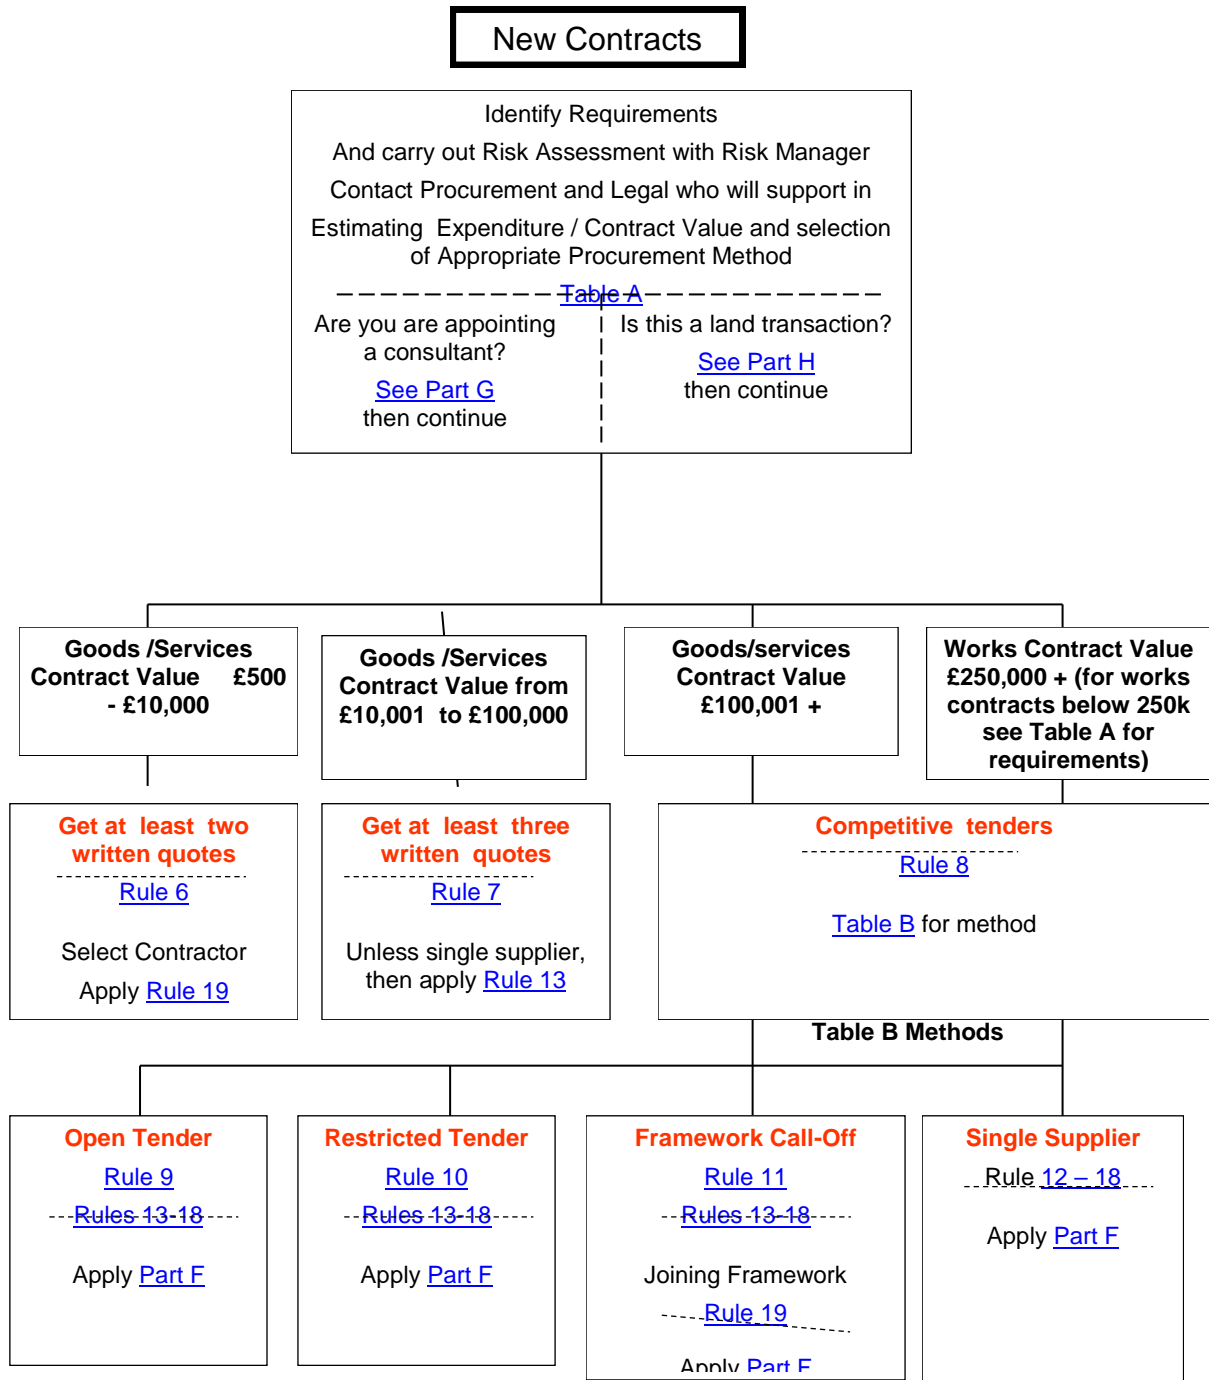 New Contracts
Identify Requirements
And carry out Risk Assessment with Risk Manager
Contact Procurement and Legal who will support in
Estimating Expenditure / Contract Value and selection
of Appropriate Procurement Method
Table A
Are you are appointing
a consultant?
See Part G
then continue
Is this a land transaction?
See Part H
then continue
Goods /Services
Contract Value £500
- £10,000
Goods /Services
Contract Value from
£10,001 to £100,000
Goods/services
Contract Value
£100,001 +
Works Contract Value
£250,000 + (for works
contracts below 250k
see Table A for
requirements)
Get at least two
written quotes
Rule 6
Select Contractor
Apply Rule 19
Get at least three
written quotes
Rule 7
Unless single supplier,
then apply Rule 13
Competitive tenders
Rule 8
Table B for method
Table B Methods
Open Tender
Rule 9
Rules 13-18
Apply Part F
Restricted Tender
Rule 10
Rules 13-18
Apply Part F
Framework Call-Off
Rule 11
Rules 13-18
Joining Framework
Rule 19
Apply Part F
Single Supplier
Rule 12 – 18
Apply Part F